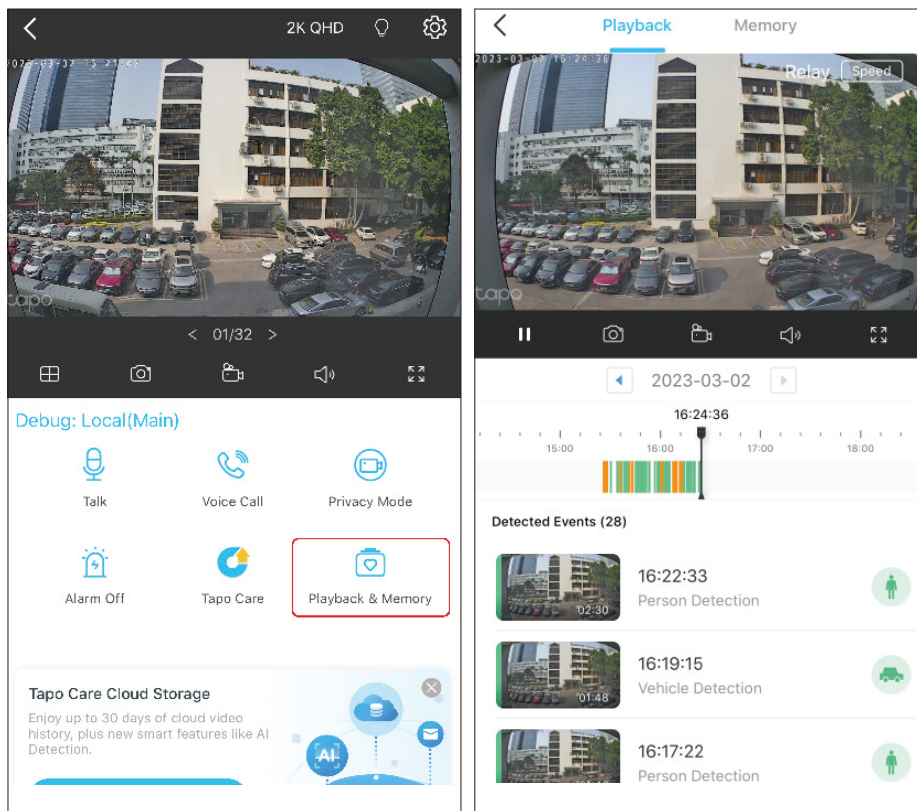 2K QHD
2023-03-02 15:21:46
tapo
< 01/32 >
Debug: Local(Main)
Talk
Voice Call
Privacy Mode
Alarm Off
Tapo Care
Playback & Memory
Tapo Care Cloud Storage
Enjoy up to 30 days of cloud video
history, plus new smart features like AI
Detection.
AI
Playback
Memory
2023-03-02 16:24:36
Relay
Speed
tapo
2023-03-02
16:24:36
15:00
16:00
17:00
18:00
Detected Events (28)
02:30
16:22:33
Person Detection
01:48
16:19:15
Vehicle Detection
16:17:22
Person Detection